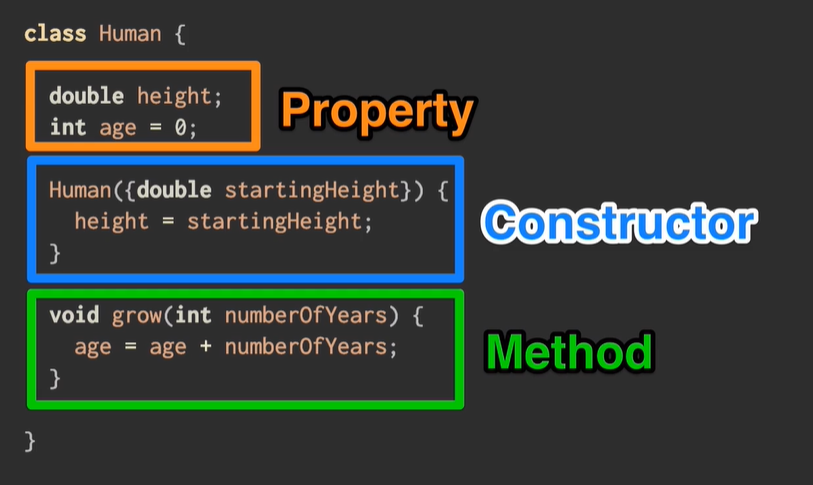 class Human {
double height;
int age = 0;
Property
Human({double startingHeight}) {
height = startingHeight;
}
Constructor
void grow(int numberOfYears) {
age = age + numberOfYears;
}
Method
}